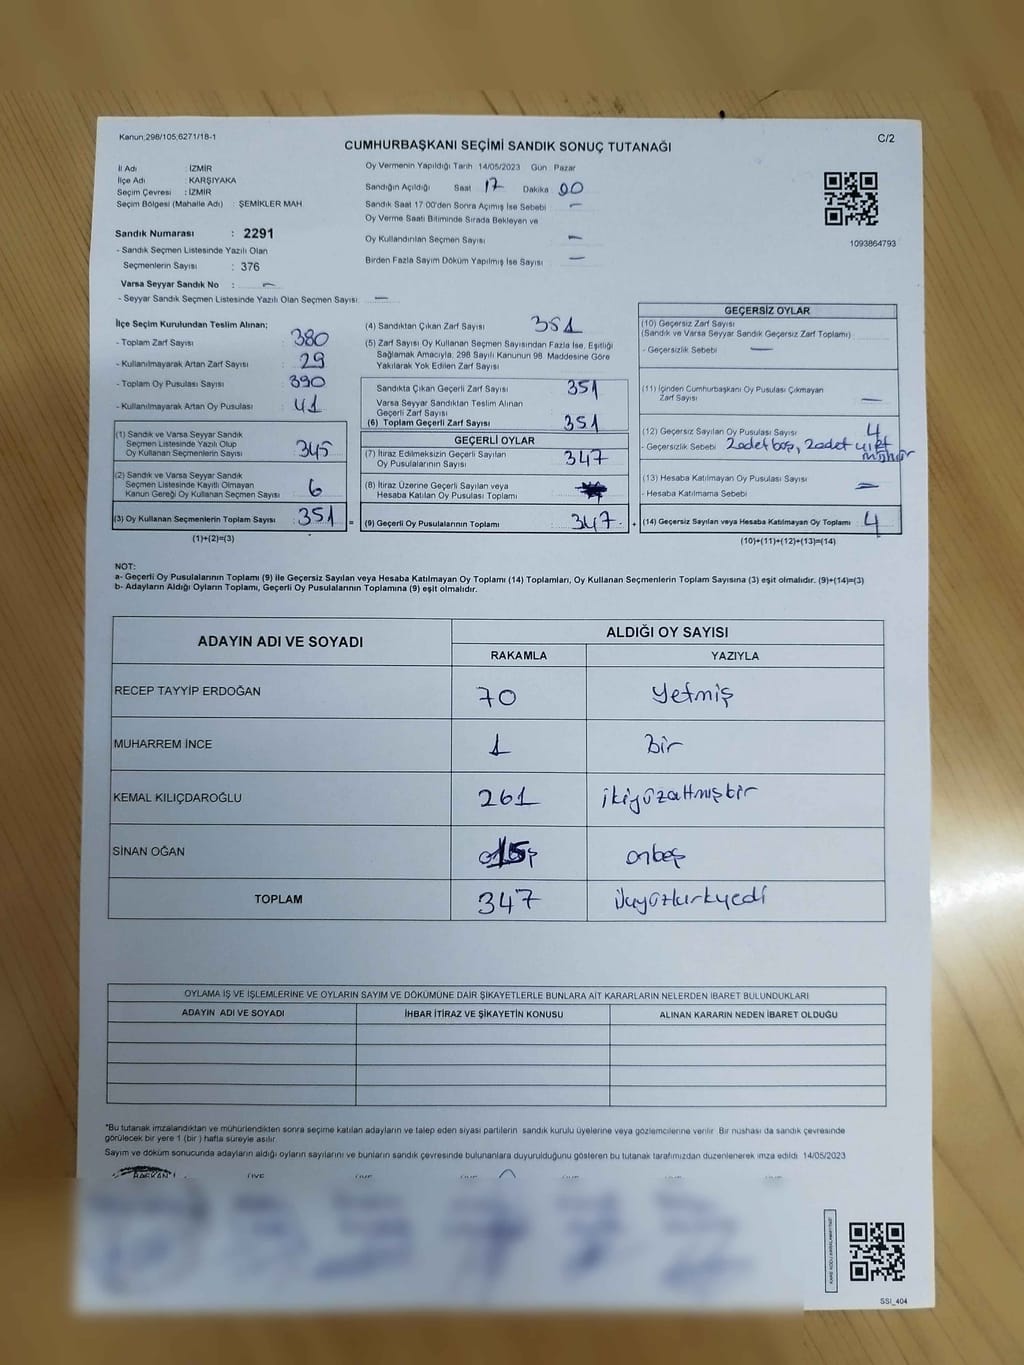 Kanun;298/105,6271/18-1
C/2
CUMHURBAŞKANI SEÇİMİ SANDIK SONUÇ TUTANAĞI
İl Adı : İZMİR
İlçe Adı : KARŞIYAKA
Seçim Çevresi : İZMİR
Seçim Bölgesi (Mahalle Adı) : ŞEMİKLER MAH
Sandık Numarası : 2291
- Sandık Seçmen Listesinde Yazılı Olan
Seçmenlerin Sayısı : 376
Varsa Seyyar Sandık No : —
- Seyyar Sandık Seçmen Listesinde Yazılı Olan Seçmen Sayısı: —
Oy Vermenin Yapıldığı Tarih 14/05/2023 Gün Pazar
Sandığın Açıldığı Saat 17 Dakika 00
Sandık Saat 17:00'den Sonra Açımış İse Sebebi —
Oy Verme Saati Bitiminde Sırada Bekleyen ve
Oy Kullandırılan Seçmen Sayısı —
Birden Fazla Sayım Döküm Yapılmış İse Sayısı —
1093864793
İlçe Seçim Kurulundan Teslim Alınan;
- Toplam Zarf Sayısı : 380
- Kullanılmayarak Artan Zarf Sayısı : 29
- Toplam Oy Pusulası Sayısı : 390
- Kullanılmayarak Artan Oy Pusulası : 41
(1) Sandık ve Varsa Seyyar Sandık
Seçmen Listesinde Yazılı Olup
Oy Kullanan Seçmenlerin Sayısı : 345
(2) Sandık ve Varsa Seyyar Sandık
Seçmen Listesinde Kayıtlı Olmayan
Kanun Gereği Oy Kullanan Seçmen Sayısı : 6
(3) Oy Kullanan Seçmenlerin Toplam Sayısı : 351 =
(1)+(2)=(3)
(4) Sandıktan Çıkan Zarf Sayısı 351
(5) Zarf Sayısı Oy Kullanan Seçmen Sayısından Fazla İse, Eşitliği
Sağlamak Amacıyla, 298 Sayılı Kanunun 98. Maddesine Göre
Yakılarak Yok Edilen Zarf Sayısı
Sandıkta Çıkan Geçerli Zarf Sayısı 351
Varsa Seyyar Sandıktan Teslim Alınan
Geçerli Zarf Sayısı
(6) Toplam Geçerli Zarf Sayısı 351
GEÇERLİ OYLAR
(7) İtiraz Edilmeksizin Geçerli Sayılan
Oy Pusulalarının Sayısı 347
(8) İtiraz Üzerine Geçerli Sayılan veya
Hesaba Katılan Oy Pusulası Toplamı
(9) Geçerli Oy Pusulalarının Toplamı 347 +
GEÇERSİZ OYLAR
(10) Geçersiz Zarf Sayısı
(Sandık ve Varsa Seyyar Sandık Geçersiz Zarf Toplamı)
- Geçersizlik Sebebi —
(11) İçinden Cumhurbaşkanı Oy Pusulası Çıkmayan
Zarf Sayısı —
(12) Geçersiz Sayılan Oy Pusulası Sayısı 4
- Geçersizlik Sebebi 2 adet boş, 2 adet çift
mühür
(13) Hesaba Katılmayan Oy Pusulası Sayısı —
- Hesaba Katılmama Sebebi
(14) Geçersiz Sayılan veya Hesaba Katılmayan Oy Toplamı 4
(10)+(11)+(12)+(13)=(14)
NOT:
a- Geçerli Oy Pusulalarının Toplamı (9) ile Geçersiz Sayılan veya Hesaba Katılmayan Oy Toplamı (14) Toplamları, Oy Kullanan Seçmenlerin Toplam Sayısına (3) eşit olmalıdır. (9)+(14)=(3)
b- Adayların Aldığı Oyların Toplamı, Geçerli Oy Pusulalarının Toplamına (9) eşit olmalıdır.
ADAYIN ADI VE SOYADI ALDIĞI OY SAYISI
RAKAMLA YAZIYLA
RECEP TAYYİP ERDOĞAN 70 yetmiş
MUHARREM İNCE 1 bir
KEMAL KILIÇDAROĞLU 261 ikiyüzaltmışbir
SİNAN OĞAN 15 onbeş
TOPLAM 347 üçyüzkırkyedi
OYLAMA İŞ VE İŞLEMLERİNE VE OYLARIN SAYIM VE DÖKÜMÜNE DAİR ŞİKAYETLERLE BUNLARA AİT KARARLARIN NELERDEN İBARET BULUNDUKLARI
ADAYIN ADI VE SOYADI İHBAR İTİRAZ VE ŞİKAYETİN KONUSU ALINAN KARARIN NEDEN İBARET OLDUĞU
*Bu tutanak imzalandıktan ve mühürlendikten sonra seçime katılan adayların ve talep eden siyasi partilerin sandık kurulu üyelerine veya gözlemcilerine verilir. Bir nüshası da sandık çevresinde
görülecek bir yere 1 (bir) hafta süreyle asılır.
Sayım ve döküm sonucunda adayların aldığı oyların sayılarını ve bunların sandık çevresinde bulunanlara duyurulduğunu gösteren bu tutanak tarafımızdan düzenlenerek imza edildi. 14/05/2023
BAŞKAN ÜYE ÜYE ÜYE ÜYE ÜYE ÜYE
SSI_404